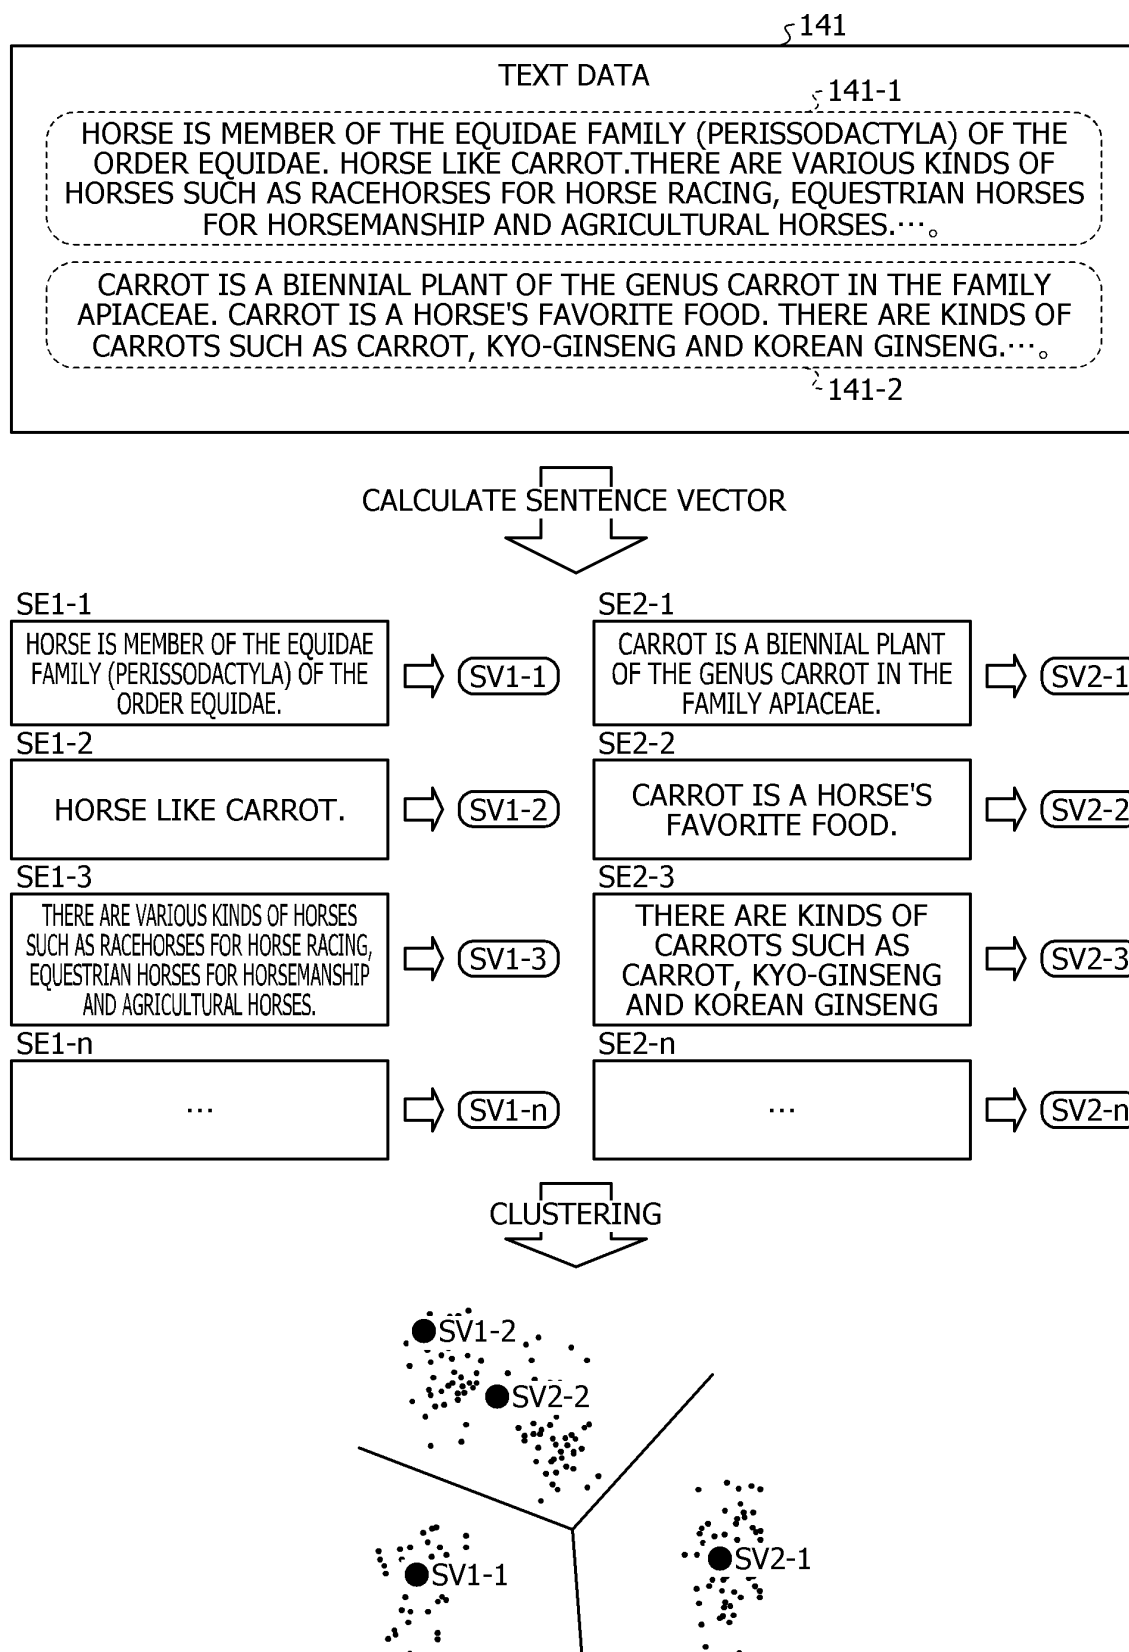 141
TEXT DATA
141-1
HORSE IS MEMBER OF THE EQUIDAE FAMILY (PERISSODACTYLA) OF THE
ORDER EQUIDAE. HORSE LIKE CARROT.THERE ARE VARIOUS KINDS OF
HORSES SUCH AS RACEHORSES FOR HORSE RACING, EQUESTRIAN HORSES
FOR HORSEMANSHIP AND AGRICULTURAL HORSES.⋯。
CARROT IS A BIENNIAL PLANT OF THE GENUS CARROT IN THE FAMILY
APIACEAE. CARROT IS A HORSE'S FAVORITE FOOD. THERE ARE KINDS OF
CARROTS SUCH AS CARROT, KYO-GINSENG AND KOREAN GINSENG.⋯。
141-2
CALCULATE SENTENCE VECTOR
SE1-1
HORSE IS MEMBER OF THE EQUIDAE
FAMILY (PERISSODACTYLA) OF THE
ORDER EQUIDAE.
SV1-1
SE2-1
CARROT IS A BIENNIAL PLANT
OF THE GENUS CARROT IN THE
FAMILY APIACEAE.
SV2-1
SE1-2
HORSE LIKE CARROT.
SV1-2
SE2-2
CARROT IS A HORSE'S
FAVORITE FOOD.
SV2-2
SE1-3
THERE ARE VARIOUS KINDS OF HORSES
SUCH AS RACEHORSES FOR HORSE RACING,
EQUESTRIAN HORSES FOR HORSEMANSHIP
AND AGRICULTURAL HORSES.
SV1-3
SE2-3
THERE ARE KINDS OF
CARROTS SUCH AS
CARROT, KYO-GINSENG
AND KOREAN GINSENG
SV2-3
SE1-n
⋯
SV1-n
SE2-n
⋯
SV2-n
CLUSTERING
SV1-2
SV2-2
SV1-1
SV2-1